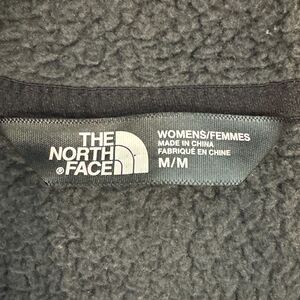 THE
NORTH
®FACE
WOMENS/FEMMES
MADE IN CHINA
FABRIQUÉ EN CHINE
M/M